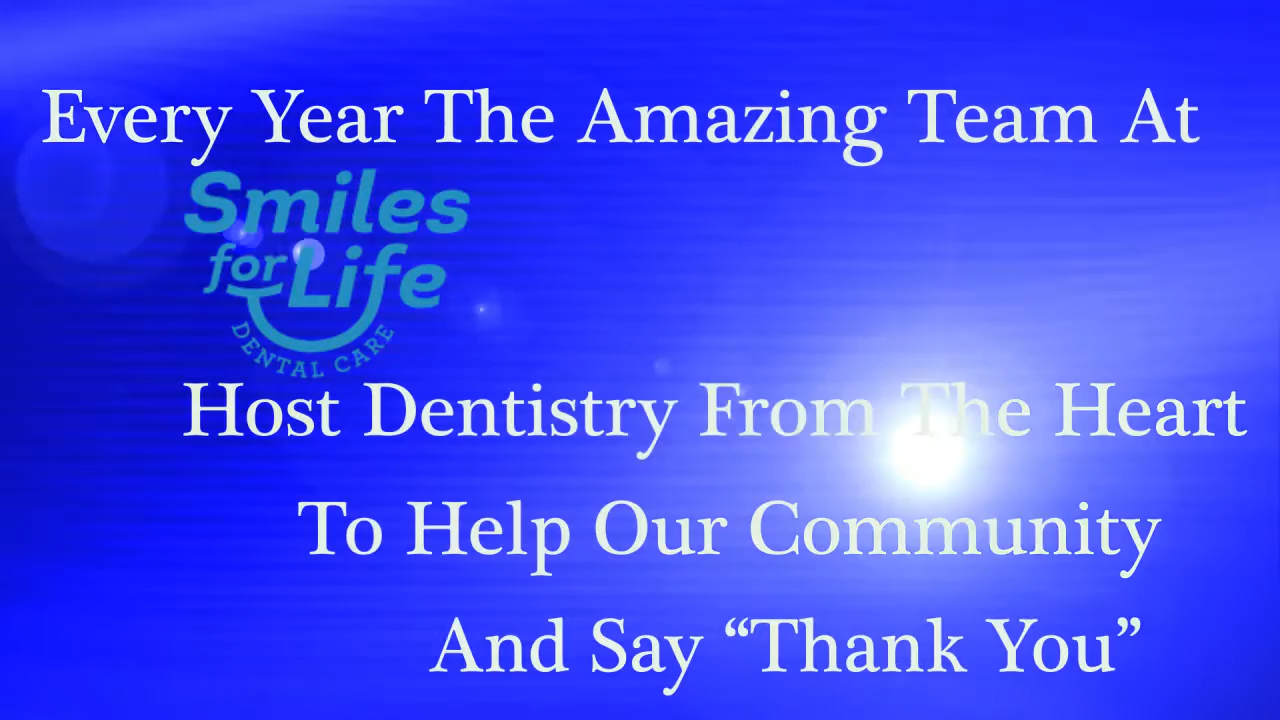 Every Year The Amazing Team At
Smiles
for Life
DENTAL CARE
Host Dentistry From The Heart
To Help Our Community
And Say “Thank You”